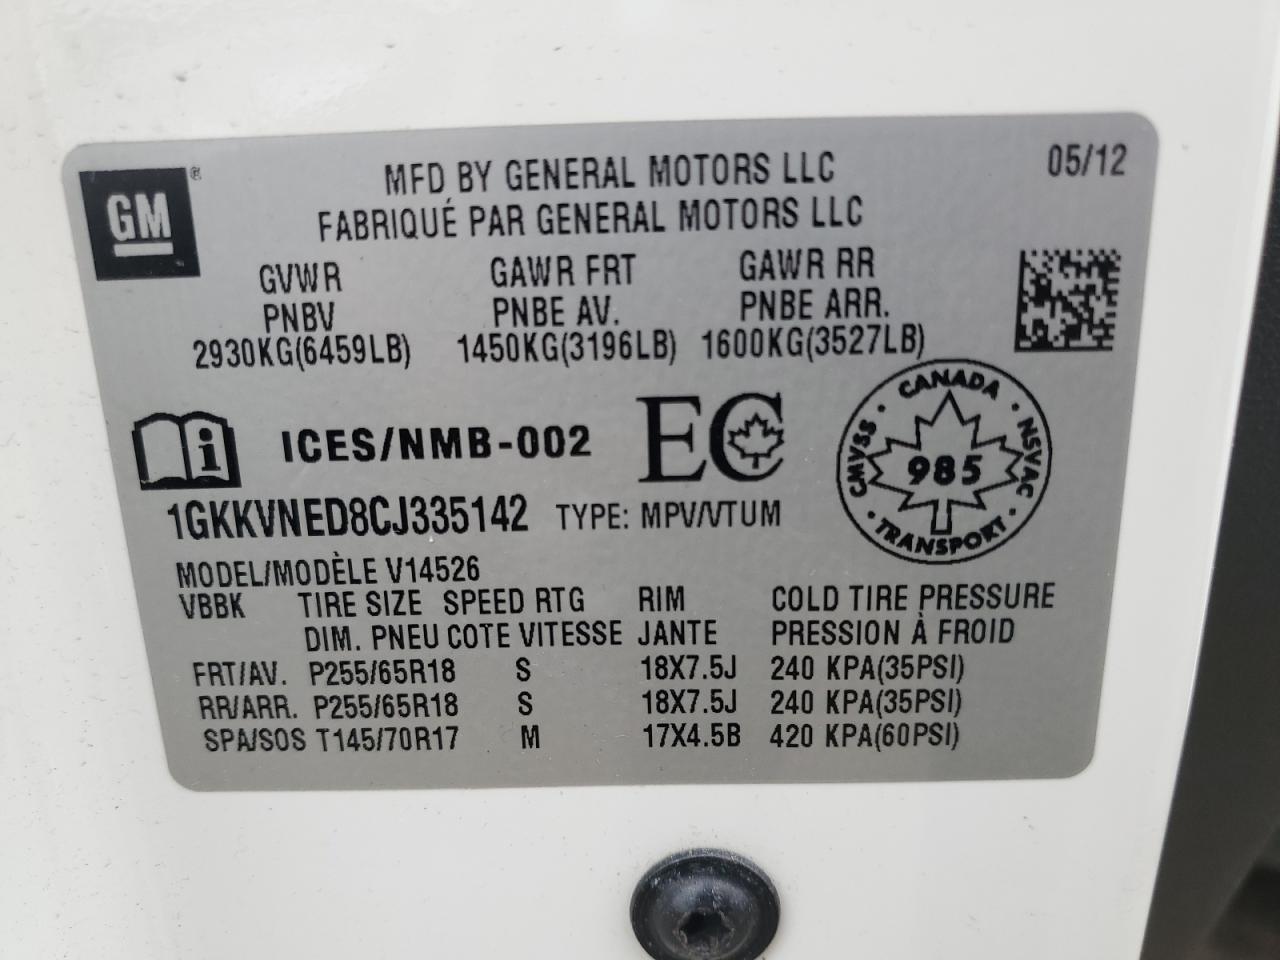 GM ®
MFD BY GENERAL MOTORS LLC 05/12
FABRIQUÉ PAR GENERAL MOTORS LLC
GVWR GAWR FRT GAWR RR
PNBV PNBE AV. PNBE ARR.
2930KG(6459LB) 1450KG(3196LB) 1600KG(3527LB)
i ICES/NMB-002 EC
CANADA · NSVAC · TRANSPORT · CMVSS ·
985
1GKKVNED8CJ335142 TYPE: MPV/VTUM
MODEL/MODÈLE V14526
VBBK TIRE SIZE SPEED RTG RIM COLD TIRE PRESSURE
DIM. PNEU COTE VITESSE JANTE PRESSION À FROID
FRT/AV. P255/65R18 S 18X7.5J 240 KPA(35PSI)
RR/ARR. P255/65R18 S 18X7.5J 240 KPA(35PSI)
SPA/SOS T145/70R17 M 17X4.5B 420 KPA(60PSI)